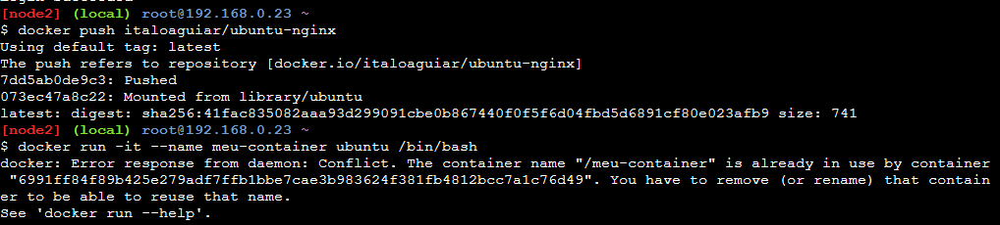 [node2] (local) root@192.168.0.23 ~
$ docker push italoaguiar/ubuntu-nginx
Using default tag: latest
The push refers to repository [docker.io/italoaguiar/ubuntu-nginx]
7dd5ab0de9c3: Pushed
073ec47a8c22: Mounted from library/ubuntu
latest: digest: sha256:41fac835082aaa93d299091cbe0b867440f0f5f6d04fbd5d6891cf80e023afb9 size: 741
[node2] (local) root@192.168.0.23 ~
$ docker run -it --name meu-container ubuntu /bin/bash
docker: Error response from daemon: Conflict. The container name "/meu-container" is already in use by container
 "6991ff84f89b425e279adf7ffb1bbe7cae3b983624f381fb4812bcc7a1c76d49". You have to remove (or rename) that contain
er to be able to reuse that name.
See 'docker run --help'.